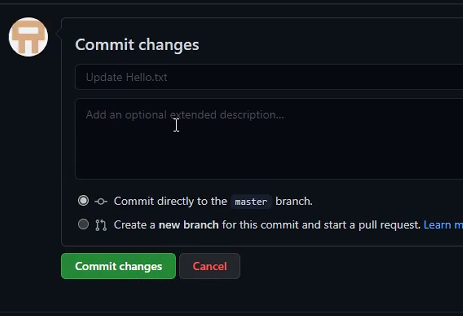 Commit changes
Update Hello.txt
Add an optional extended description...
Commit directly to the master branch.
Create a new branch for this commit and start a pull request. Learn
Commit changes
Cancel